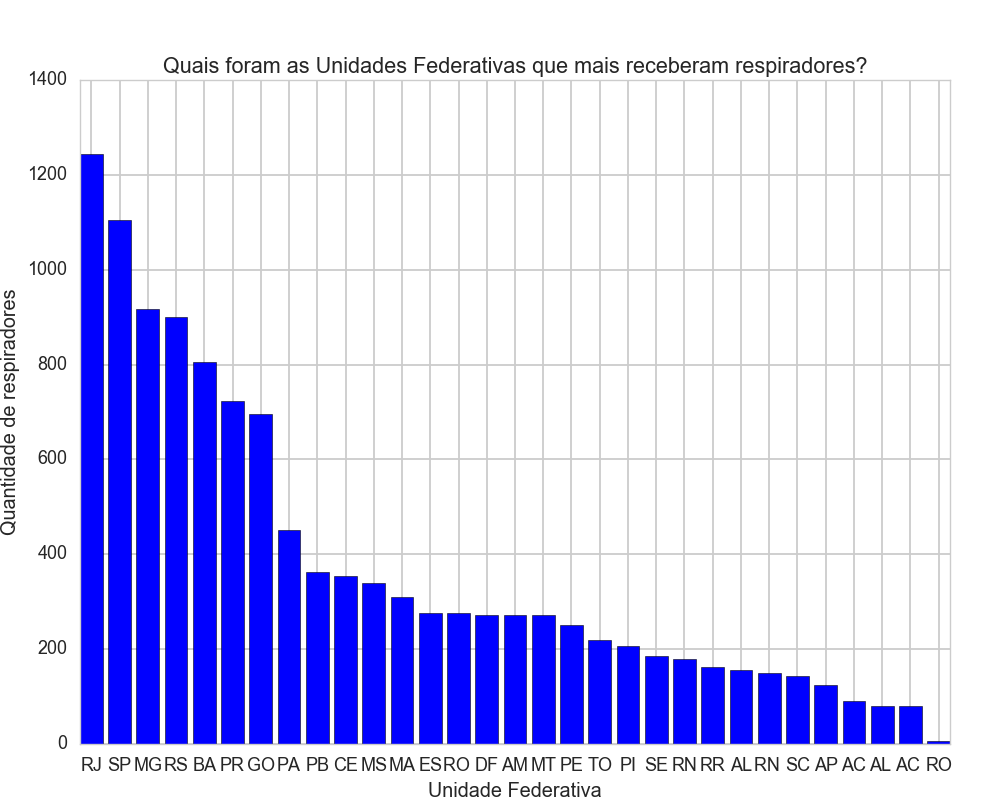 Quais foram as Unidades Federativas que mais receberam respiradores?
1400
1200
1000
800
600
400
200
0
Quantidade de respiradores
RJ SP MG RS BA PR GO PA PB CE MS MA ES RO DF AM MT PE TO PI SE RN RR AL RN SC AP AC AL AC RO
Unidade Federativa